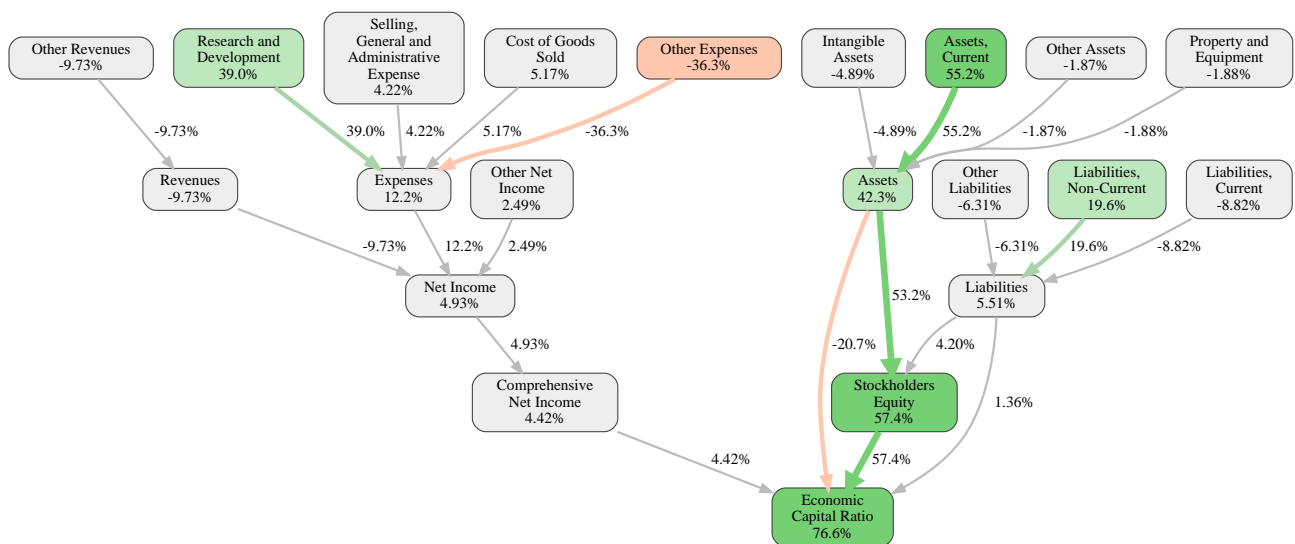 Other Revenues
-9.73%
Research and
Development
39.0%
Selling,
General and
Administrative
Expense
4.22%
Cost of Goods
Sold
5.17%
Other Expenses
-36.3%
Intangible
Assets
-4.89%
Assets,
Current
55.2%
Other Assets
-1.87%
Property and
Equipment
-1.88%
-9.73%
39.0%
4.22%
5.17%
-36.3%
-4.89%
55.2%
-1.87%
-1.88%
Revenues
-9.73%
Expenses
12.2%
Other Net
Income
2.49%
Assets
42.3%
Other
Liabilities
-6.31%
Liabilities,
Non-Current
19.6%
Liabilities,
Current
-8.82%
-9.73%
12.2%
2.49%
-6.31%
19.6%
-8.82%
Net Income
4.93%
53.2%
Liabilities
5.51%
4.93%
-20.7%
4.20%
Comprehensive
Net Income
4.42%
Stockholders
Equity
57.4%
1.36%
4.42%
57.4%
Economic
Capital Ratio
76.6%